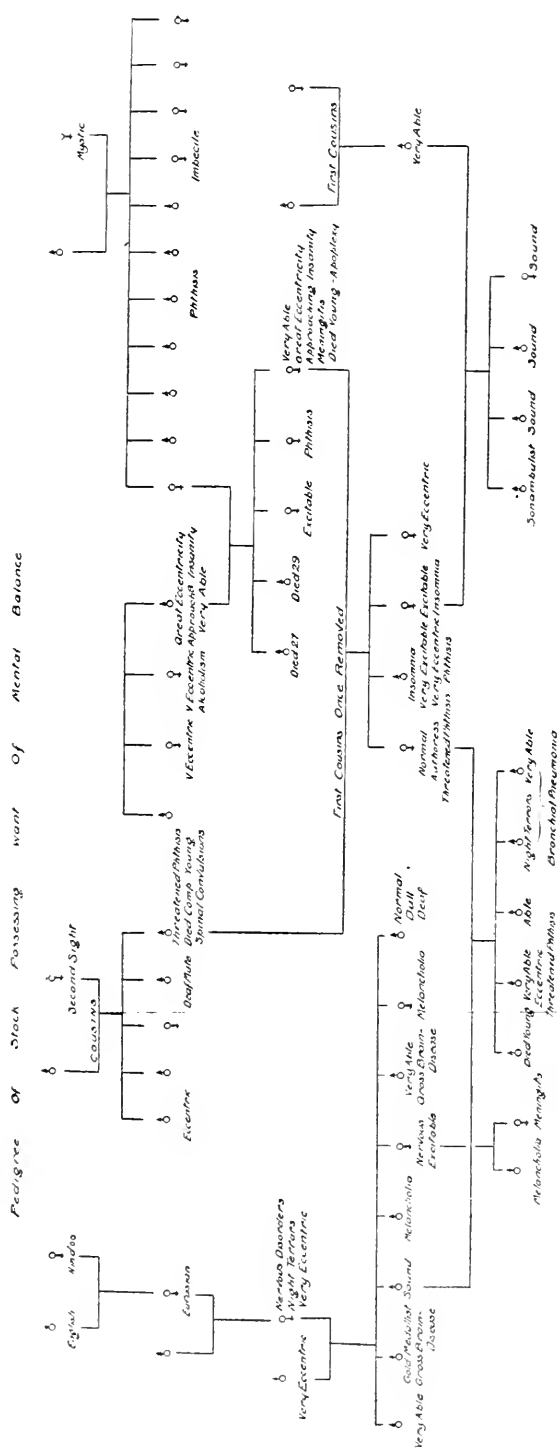 Pedigree Of Stock Possessing want Of Mental Balance
English
Hindoo
Eurasian
Very Eccentric
Nervous Disorders
Night Terrors
Very Eccentric
Very Able
Gold Medallist
Gross Brain-
Disease
Sound
Melancholia
Nervous
Excitable
Very Able
Gross Brain-
Disease
Melancholia
Normal
Dull
Deaf
Melancholia
Meningitis
Second Sight
Cousins
Eccentric
Deaf Mute
Threatened Phthisis
Died Comp Young
Spinal Convulsions
V Eccentric
V Eccentric
Alcoholism
Great Eccentricity
Approachg Insanity
Very Able
Mystic
Phthisis
Imbecile
Died 27
Died 29
Excitable
Phthisis
Very Able
Great Eccentricity
Approaching Insanity
Meningitis
Died Young - Apoplexy
First Cousins
Very Able
First Cousins Once Removed
Normal
Authoress
Threatened Phthisis
Insomnia
Very Excitable
Very Eccentric
Phthisis
Excitable
Insomnia
Very Eccentric
Died Young
Very Able
Eccentric
Threatened Phthisis
Able
Night Terrors
Very Able
Bronchial Pneumonia
Sonambulist
Sound
Sound
Sound